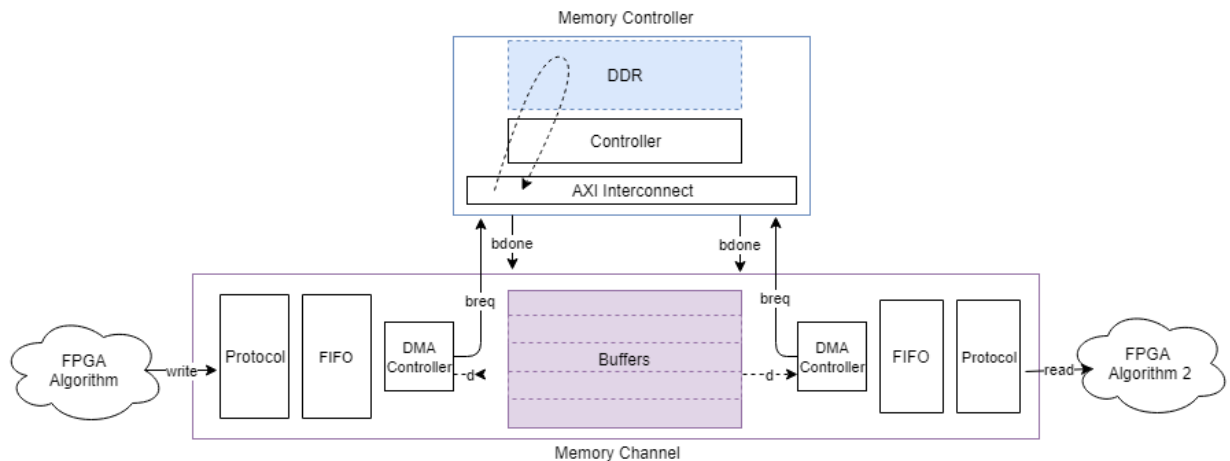 Memory Controller
DDR
Controller
AXI Interconnect
bdone
bdone
breq
breq
FPGA
Algorithm
write
Protocol
FIFO
DMA
Controller
d
Buffers
d
DMA
Controller
FIFO
Protocol
read
FPGA
Algorithm 2
Memory Channel